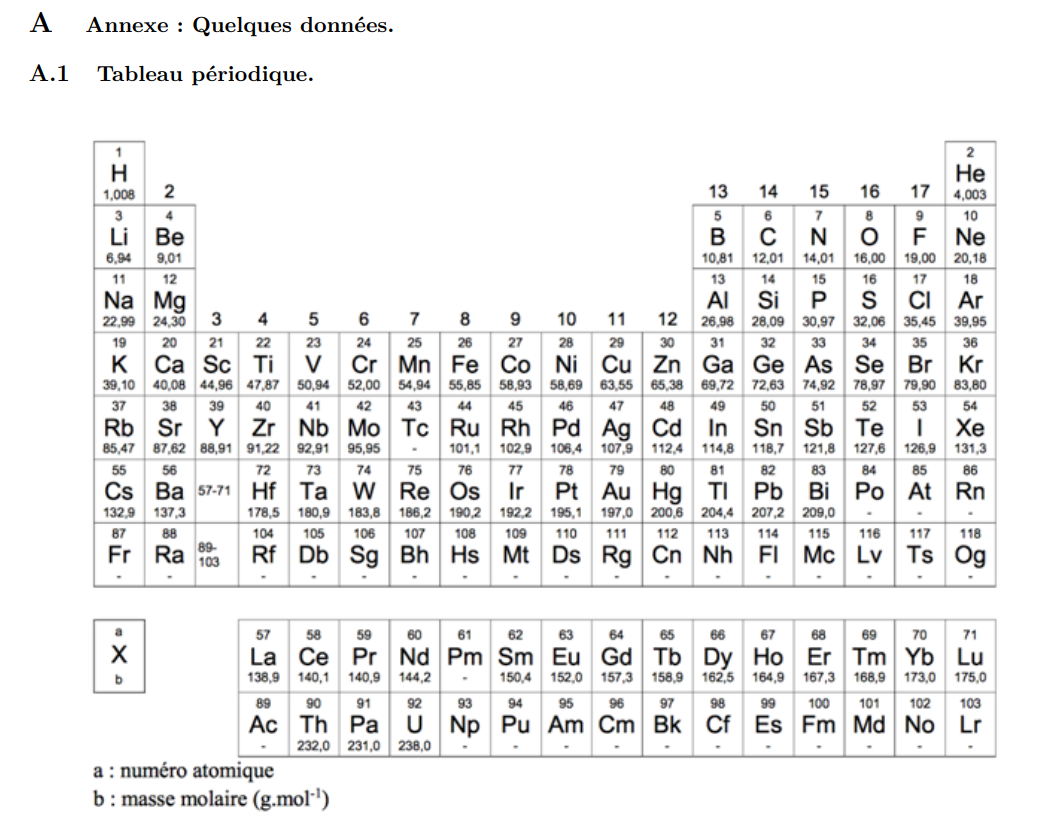 A Annexe : Quelques données.
A.1 Tableau périodique.
1 2
H He
1,008 2 13 14 15 16 17 4,003
3 4 5 6 7 8 9 10
Li Be B C N O F Ne
6,94 9,01 10,81 12,01 14,01 16,00 19,00 20,18
11 12 13 14 15 16 17 18
Na Mg Al Si P S Cl Ar
22,99 24,30 3 4 5 6 7 8 9 10 11 12 26,98 28,09 30,97 32,06 35,45 39,95
19 20 21 22 23 24 25 26 27 28 29 30 31 32 33 34 35 36
K Ca Sc Ti V Cr Mn Fe Co Ni Cu Zn Ga Ge As Se Br Kr
39,10 40,08 44,96 47,87 50,94 52,00 54,94 55,85 58,93 58,69 63,55 65,38 69,72 72,63 74,92 78,97 79,90 83,80
37 38 39 40 41 42 43 44 45 46 47 48 49 50 51 52 53 54
Rb Sr Y Zr Nb Mo Tc Ru Rh Pd Ag Cd In Sn Sb Te I Xe
85,47 87,62 88,91 91,22 92,91 95,95 - 101,1 102,9 106,4 107,9 112,4 114,8 118,7 121,8 127,6 126,9 131,3
55 56 72 73 74 75 76 77 78 79 80 81 82 83 84 85 86
Cs Ba 57-71 Hf Ta W Re Os Ir Pt Au Hg Tl Pb Bi Po At Rn
132,9 137,3 178,5 180,9 183,8 186,2 190,2 192,2 195,1 197,0 200,6 204,4 207,2 209,0 - - -
87 88 104 105 106 107 108 109 110 111 112 113 114 115 116 117 118
Fr Ra 89-103 Rf Db Sg Bh Hs Mt Ds Rg Cn Nh Fl Mc Lv Ts Og
- - - - - - - - - - - - - - - - -
a 57 58 59 60 61 62 63 64 65 66 67 68 69 70 71
X La Ce Pr Nd Pm Sm Eu Gd Tb Dy Ho Er Tm Yb Lu
b 138,9 140,1 140,9 144,2 - 150,4 152,0 157,3 158,9 162,5 164,9 167,3 168,9 173,0 175,0
89 90 91 92 93 94 95 96 97 98 99 100 101 102 103
Ac Th Pa U Np Pu Am Cm Bk Cf Es Fm Md No Lr
- 232,0 231,0 238,0 - - - - - - - - - - -
a : numéro atomique
b : masse molaire (g.mol⁻¹)